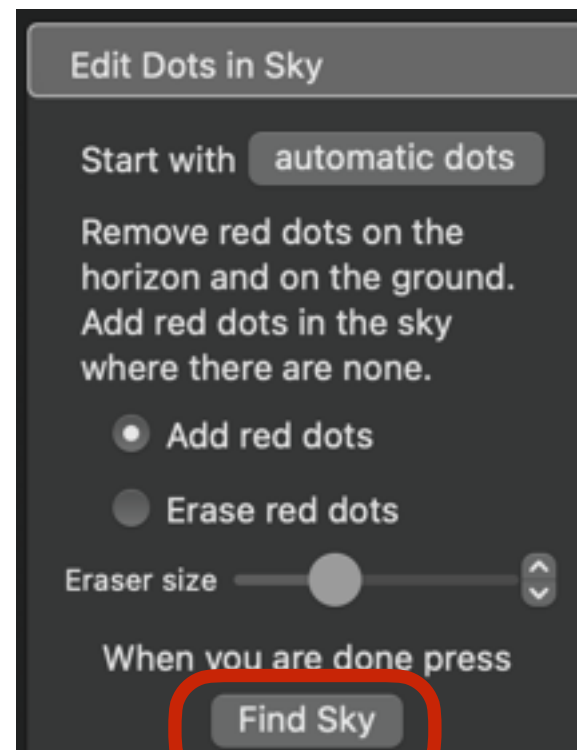 Edit Dots in Sky
Start with automatic dots
Remove red dots on the
horizon and on the ground.
Add red dots in the sky
where there are none.
Add red dots
Erase red dots
Eraser size
When you are done press
Find Sky